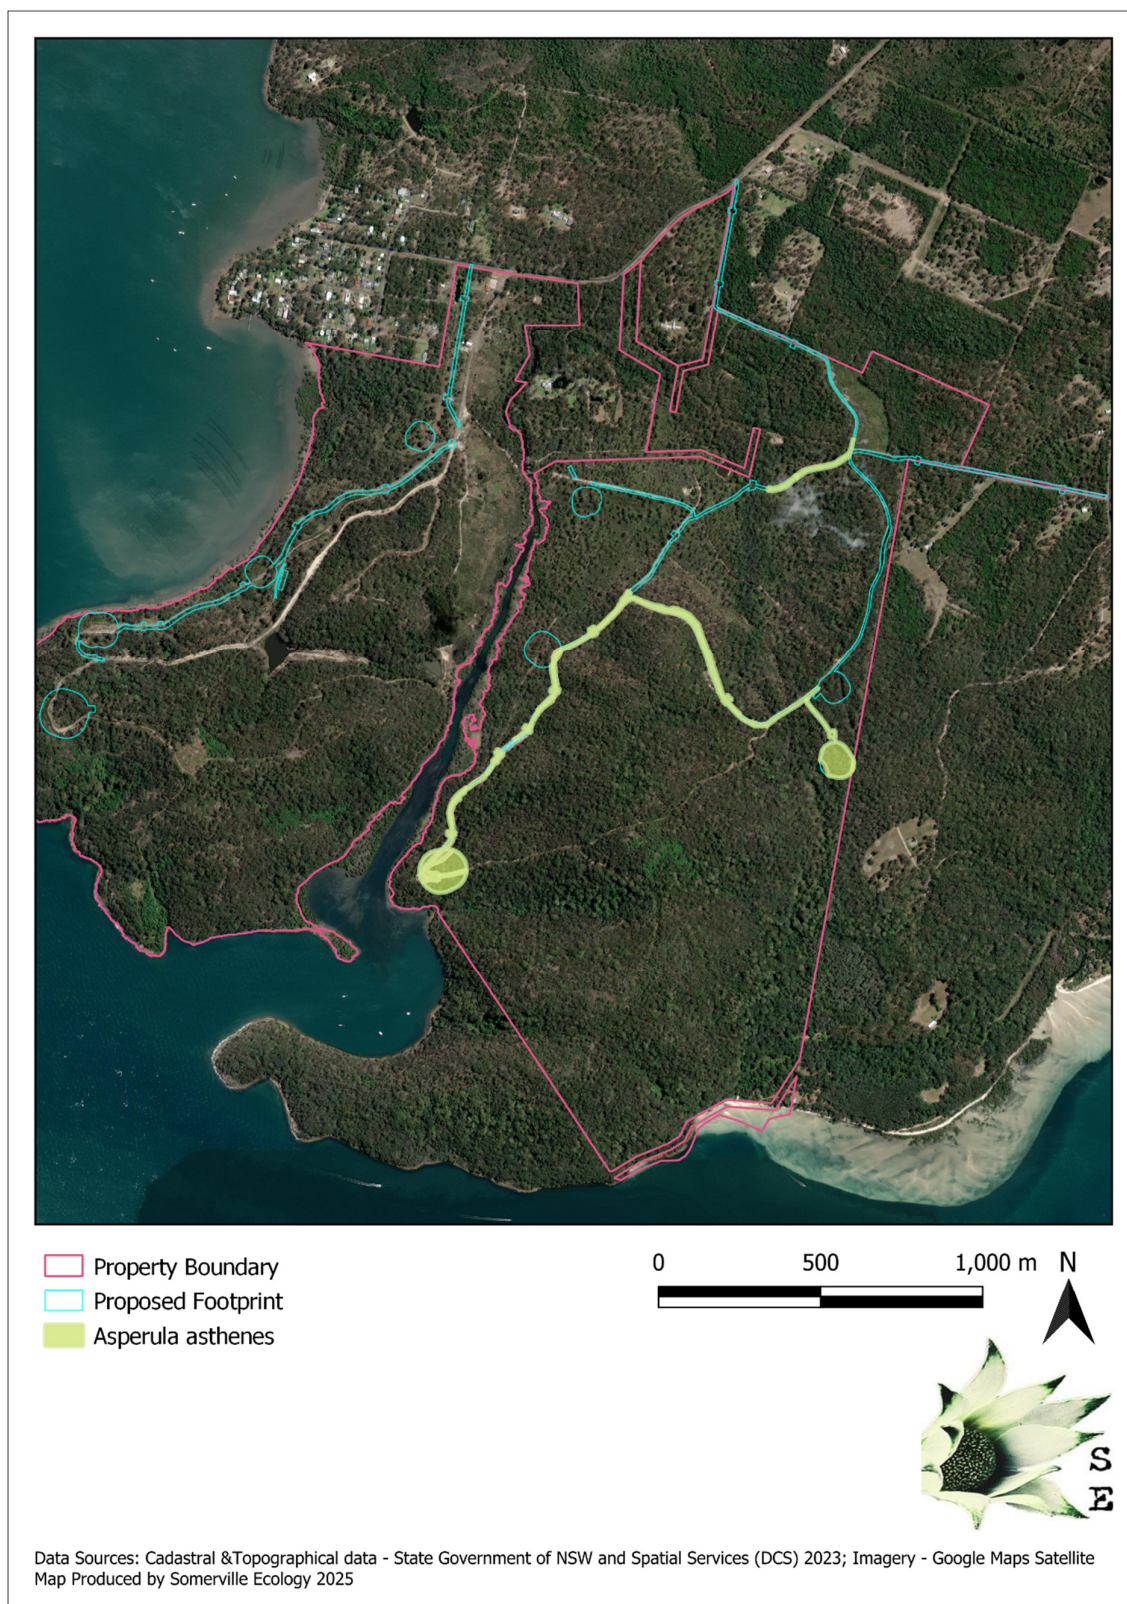 Property Boundary
Proposed Footprint
Asperula asthenes
0 500 1,000 m N
S
E
Data Sources: Cadastral &Topographical data - State Government of NSW and Spatial Services (DCS) 2023; Imagery - Google Maps Satellite
Map Produced by Somerville Ecology 2025